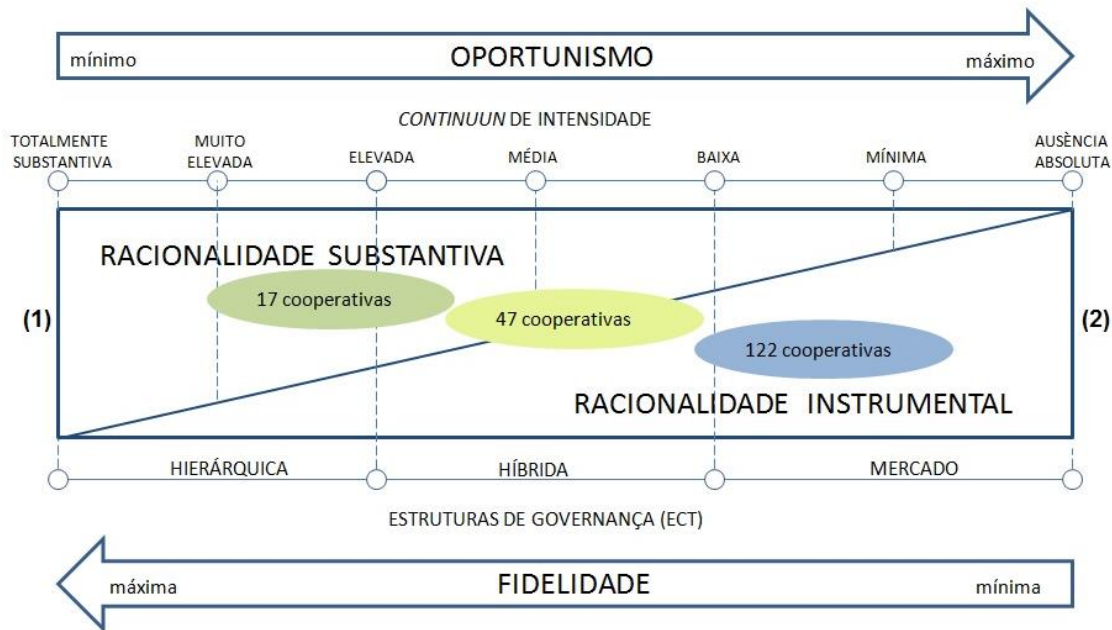 OPORTUNISMO
mínimo
máximo
CONTINUUN DE INTENSIDADE
TOTALMENTE
SUBSTANTIVA
MUITO
ELEVADA
ELEVADA
MÉDIA
BAIXA
MÍNIMA
AUSÈNCIA
ABSOLUTA
RACIONALIDADE SUBSTANTIVA
17 cooperativas
(1)
47 cooperativas
(2)
122 cooperativas
RACIONALIDADE INSTRUMENTAL
HIERÁRQUICA
HÍBRIDA
MERCADO
ESTRUTURAS DE GOVERNANÇA (ECT)
máxima
FIDELIDADE
mínima